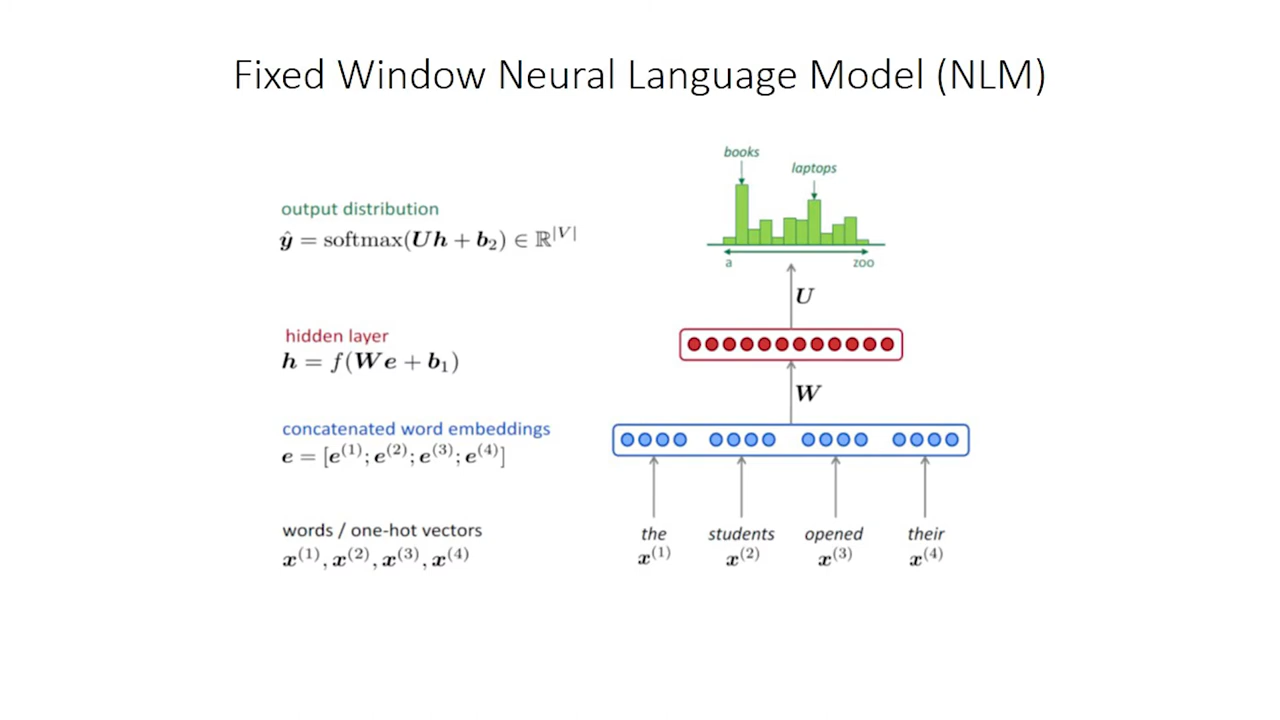 Fixed Window Neural Language Model (NLM)
books
laptops
output distribution
ŷ = softmax(Uh + b₂) ∈ ℝ^|V|
a
zoo
U
hidden layer
h = f(We + b₁)
W
concatenated word embeddings
e = [e⁽¹⁾; e⁽²⁾; e⁽³⁾; e⁽⁴⁾]
words / one-hot vectors
x⁽¹⁾, x⁽²⁾, x⁽³⁾, x⁽⁴⁾
the students opened their
x⁽¹⁾ x⁽²⁾ x⁽³⁾ x⁽⁴⁾